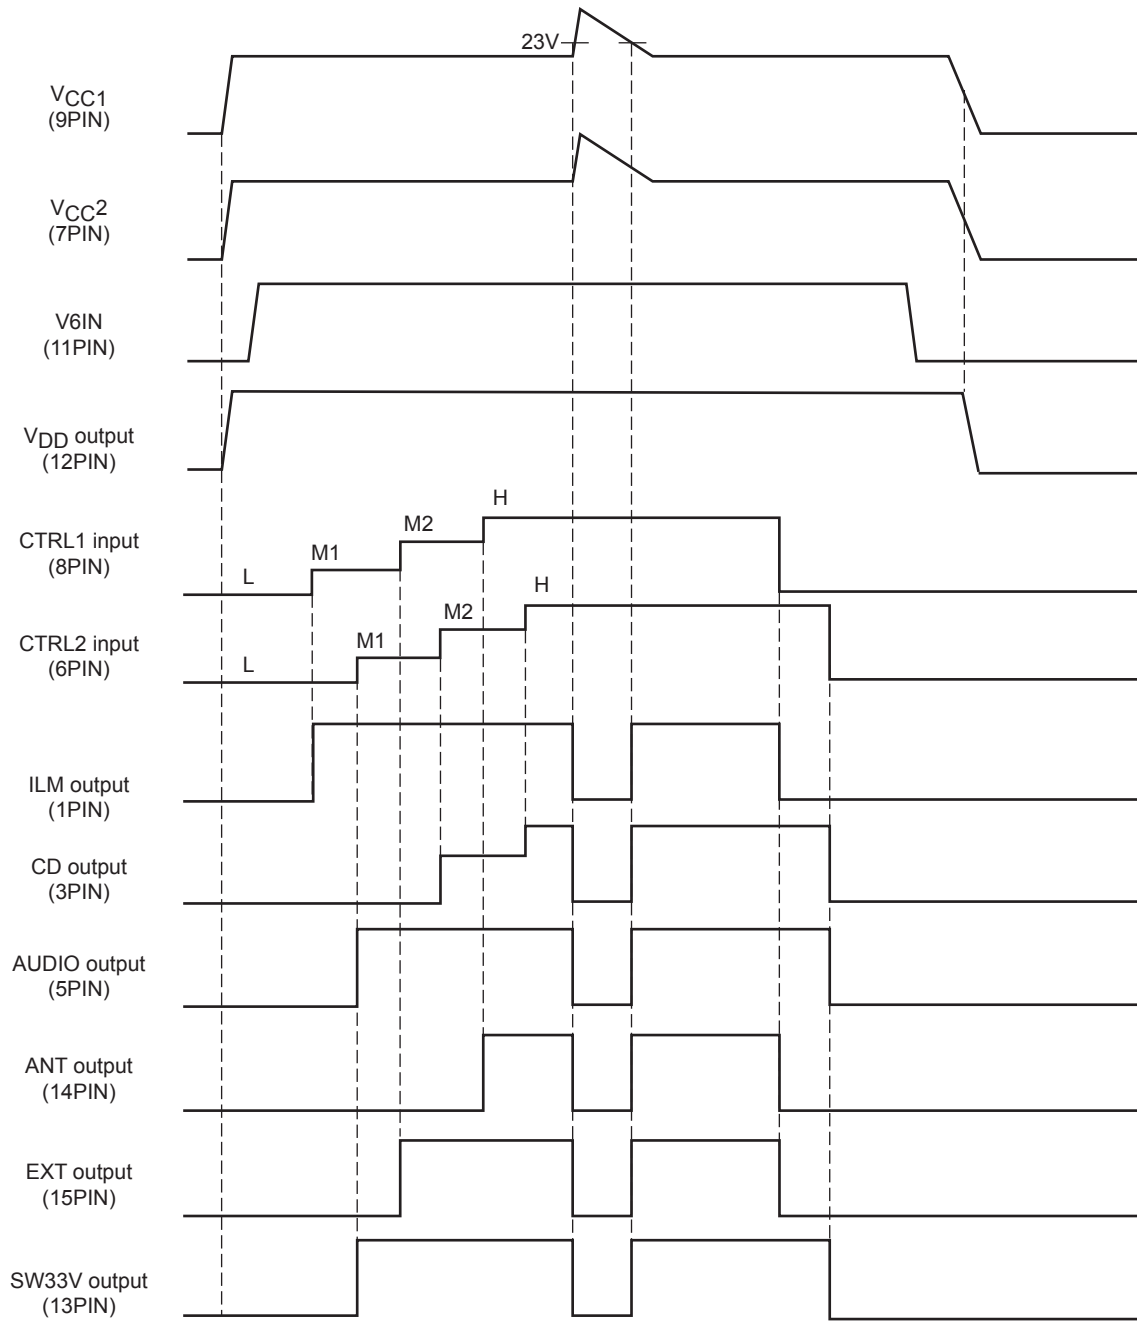 23V
VCC1
(9PIN)
VCC2
(7PIN)
V6IN
(11PIN)
VDD output
(12PIN)
H
M2
CTRL1 input
(8PIN)
M1
L
H
M2
CTRL2 input
(6PIN)
M1
L
ILM output
(1PIN)
CD output
(3PIN)
AUDIO output
(5PIN)
ANT output
(14PIN)
EXT output
(15PIN)
SW33V output
(13PIN)